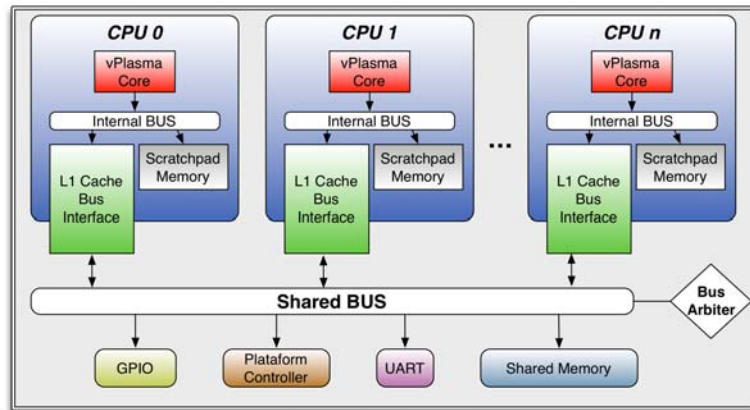 CPU 0
CPU 1
CPU n
vPlasma
Core
vPlasma
Core
vPlasma
Core
Internal BUS
Internal BUS
Internal BUS
L1 Cache
Bus
Interface
Scratchpad
Memory
L1 Cache
Bus
Interface
Scratchpad
Memory
...
L1 Cache
Bus
Interface
Scratchpad
Memory
Shared BUS
Bus
Arbiter
GPIO
Plataform
Controller
UART
Shared Memory